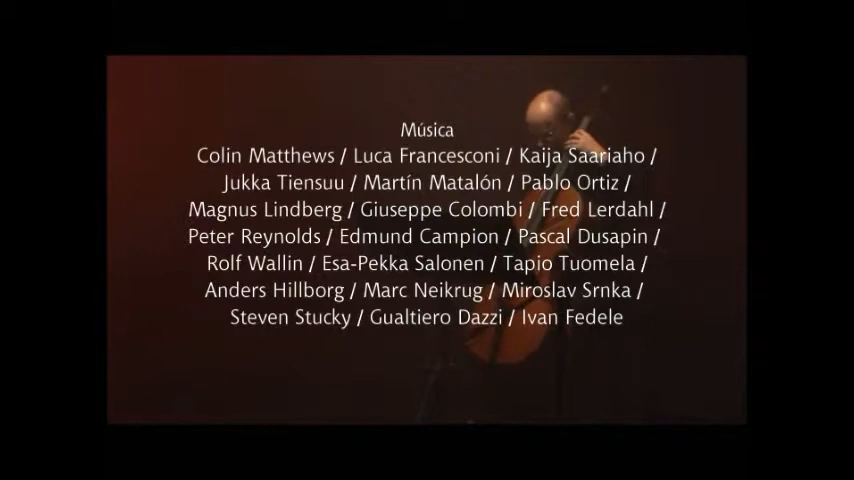 Música
Colin Matthews / Luca Francesconi / Kaija Saariaho /
Jukka Tiensuu / Martín Matalón / Pablo Ortiz /
Magnus Lindberg / Giuseppe Colombi / Fred Lerdahl /
Peter Reynolds / Edmund Campion / Pascal Dusapin /
Rolf Wallin / Esa-Pekka Salonen / Tapio Tuomela /
Anders Hillborg / Marc Neikrug / Miroslav Srnka /
Steven Stucky / Gualtiero Dazzi / Ivan Fedele